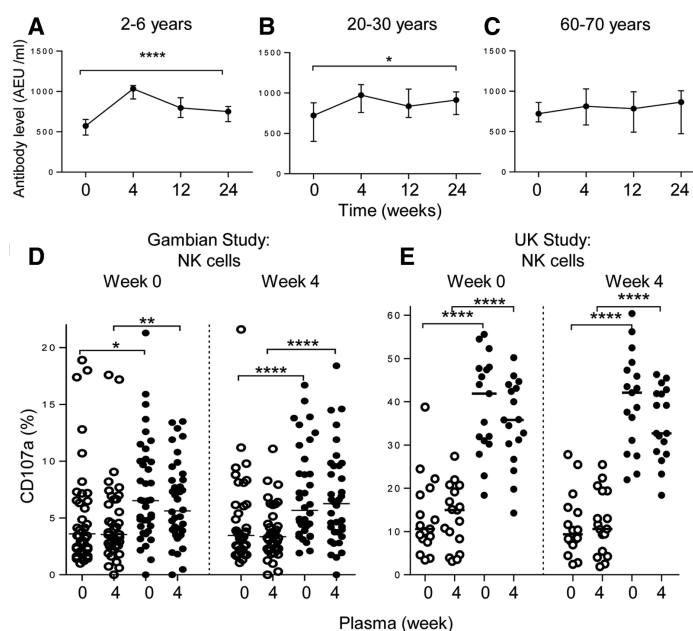 A
2-6 years
B
20-30 years
C
60-70 years
Antibody level (AEU /ml)
1500
1000
500
0
****
0 4 12 24
1500
1000
500
0
*
0 4 12 24
1500
1000
500
0
0 4 12 24
Time (weeks)
D
Gambian Study:
NK cells
Week 0
Week 4
E
UK Study:
NK cells
Week 0
Week 4
CD107a (%)
20
15
10
5
0
*
**
****
****
0 4 0 4
0 4 0 4
60
50
40
30
20
10
0
****
****
****
****
0 4 0 4
0 4 0 4
Plasma (week)